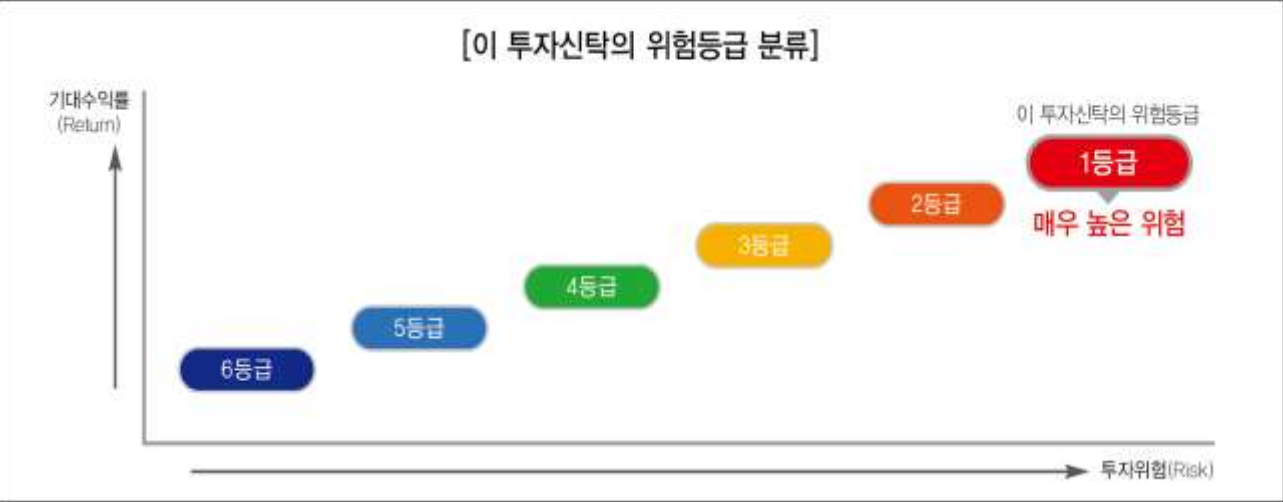 [이 투자신탁의 위험등급 분류]
기대수익률
(Return)
이 투자신탁의 위험등급
1등급
매우 높은 위험
2등급
3등급
4등급
5등급
6등급
투자위험(Risk)